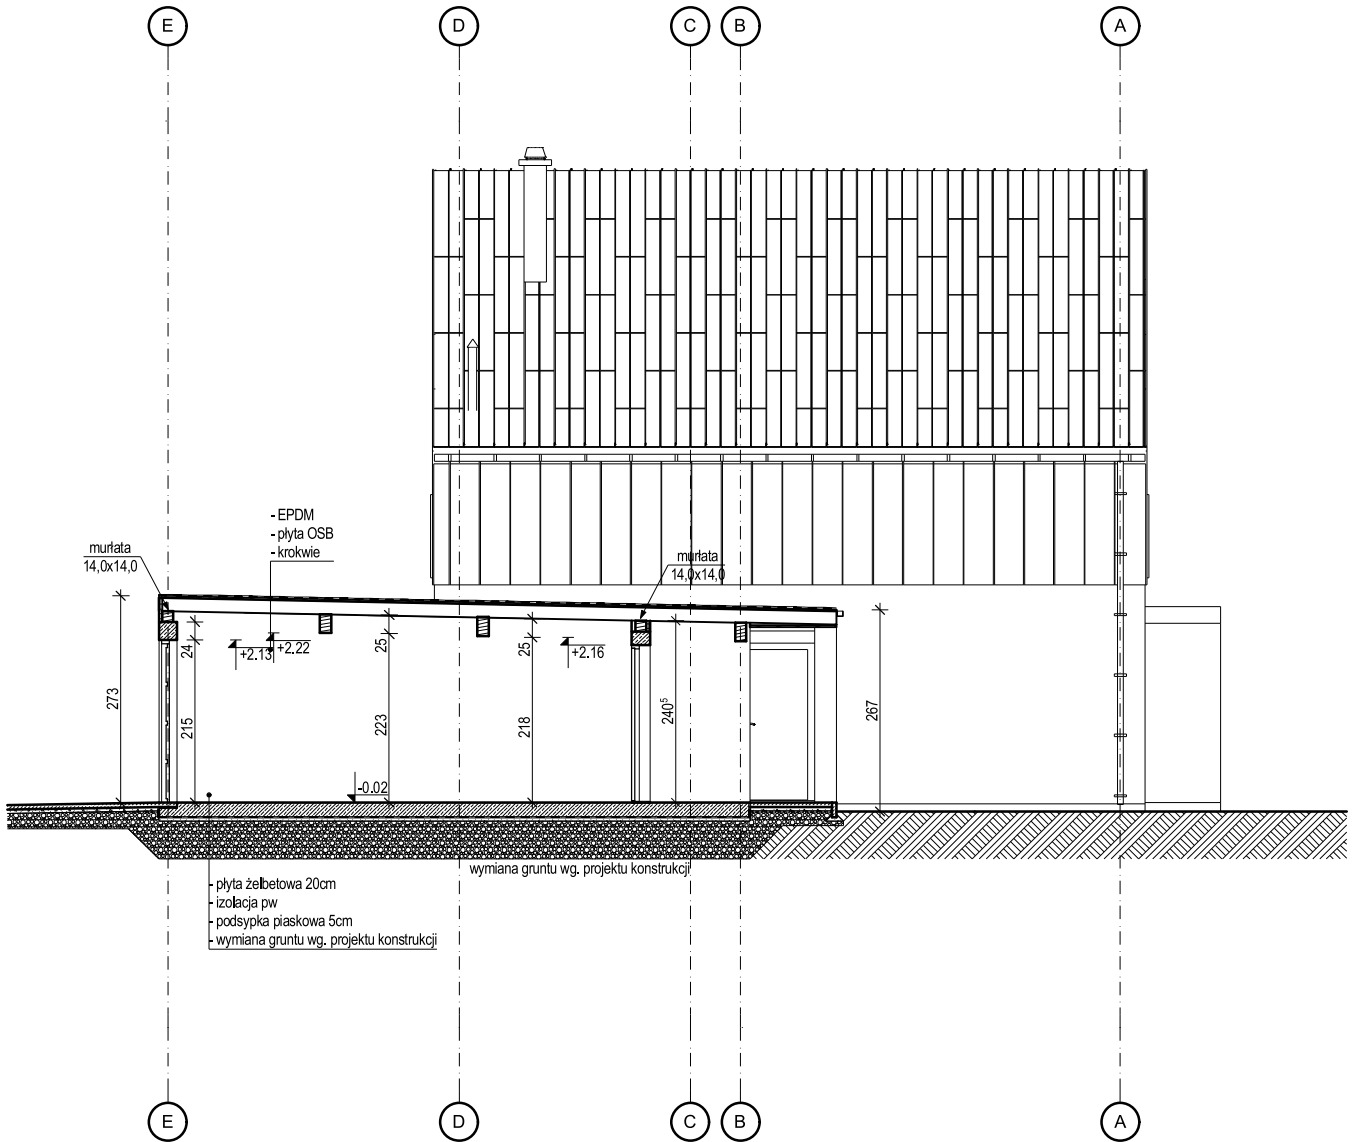 E
D
C
B
A
- EPDM
- płyta OSB
- krokwie
murłata
14,0x14,0
murłata
14,0x14,0
273
24
215
+2.13
+2.22
25
223
25
218
+2.16
240⁵
267
-0.02
wymiana gruntu wg. projektu konstrukcji
- płyta żelbetowa 20cm
- izolacja pw
- podsypka piaskowa 5cm
- wymiana gruntu wg. projektu konstrukcji
E
D
C
B
A